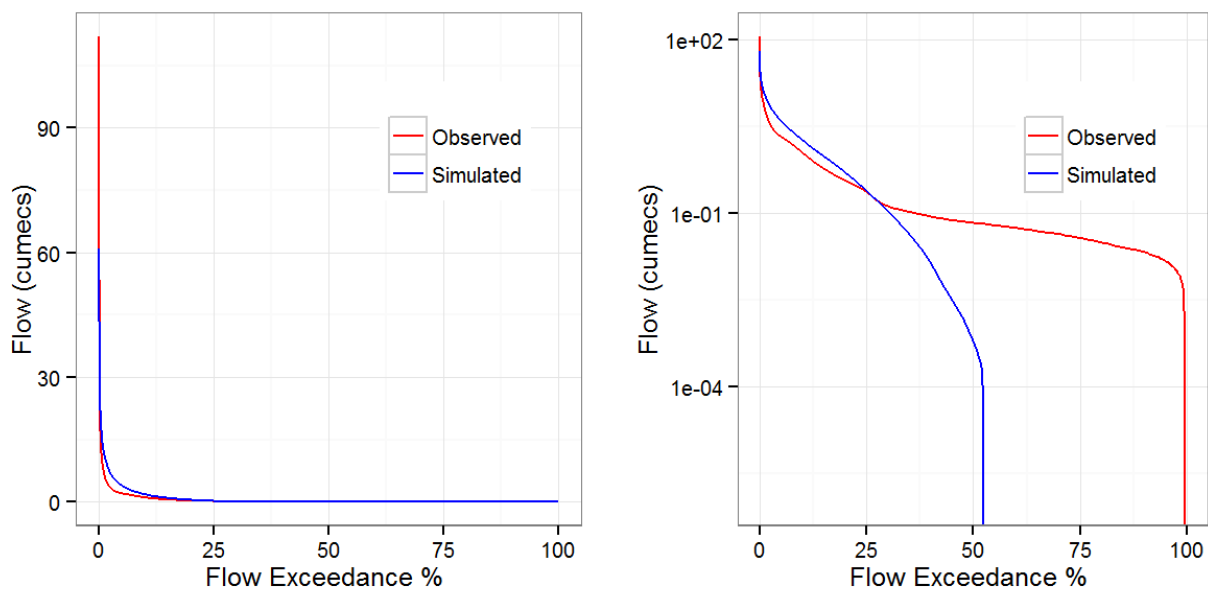 Flow (cumecs)
90
60
30
0
Observed
Simulated
0 25 50 75 100
Flow Exceedance %
Flow (cumecs)
1e+02
1e-01
1e-04
Observed
Simulated
0 25 50 75 100
Flow Exceedance %